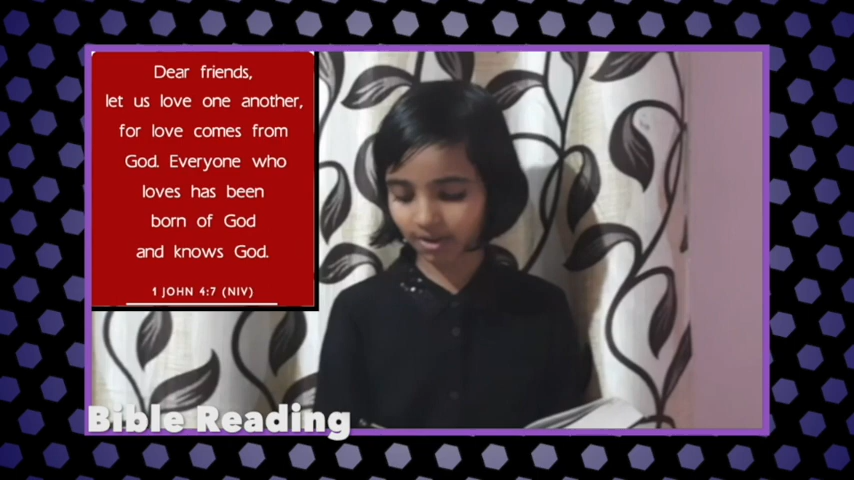 Dear friends,
let us love one another,
for love comes from
God. Everyone who
loves has been
born of God
and knows God.
1 JOHN 4:7 (NIV)
Bible Reading